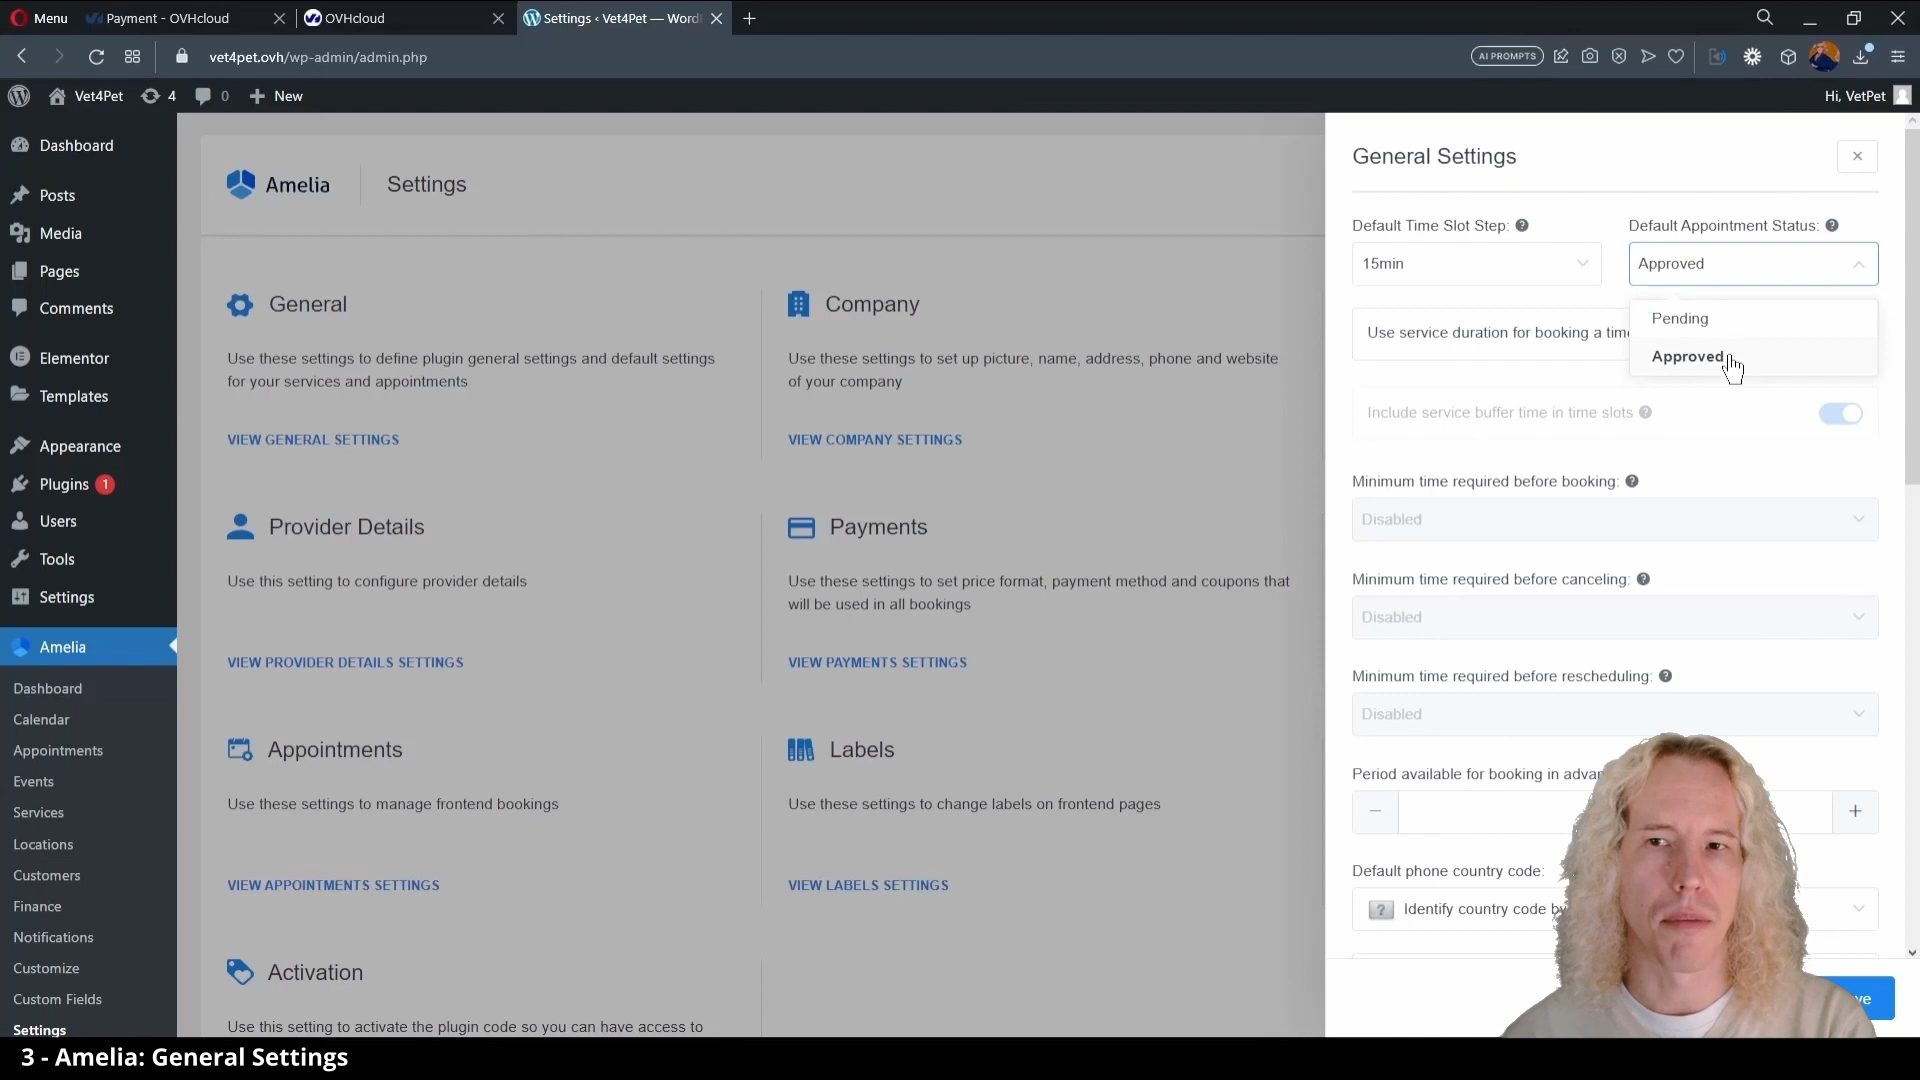 Menu
Payment - OVHcloud
OVHcloud
Settings ‹ Vet4Pet — Word
vet4pet.ovh/wp-admin/admin.php
AI PROMPTS
Vet4Pet
4
0
New
Hi, VetPet
Dashboard
Posts
Media
Pages
Comments
Elementor
Templates
Appearance
Plugins 1
Users
Tools
Settings
Amelia
Dashboard
Calendar
Appointments
Events
Services
Locations
Customers
Finance
Notifications
Customize
Custom Fields
Settings
Amelia
Settings
General
Use these settings to define plugin general settings and default settings
for your services and appointments
VIEW GENERAL SETTINGS
Company
Use these settings to set up picture, name, address, phone and website
of your company
VIEW COMPANY SETTINGS
Provider Details
Use this setting to configure provider details
VIEW PROVIDER DETAILS SETTINGS
Payments
Use these settings to set price format, payment method and coupons that
will be used in all bookings
VIEW PAYMENTS SETTINGS
Appointments
Use these settings to manage frontend bookings
VIEW APPOINTMENTS SETTINGS
Labels
Use these settings to change labels on frontend pages
VIEW LABELS SETTINGS
Activation
Use this setting to activate the plugin code so you can have access to
General Settings
Default Time Slot Step: ?
15min
Default Appointment Status: ?
Approved
Pending
Approved
Use service duration for booking a time
Include service buffer time in time slots ?
Minimum time required before booking: ?
Disabled
Minimum time required before canceling: ?
Disabled
Minimum time required before rescheduling: ?
Disabled
Period available for booking in advan
Default phone country code:
? Identify country code by
ve
3 - Amelia: General Settings